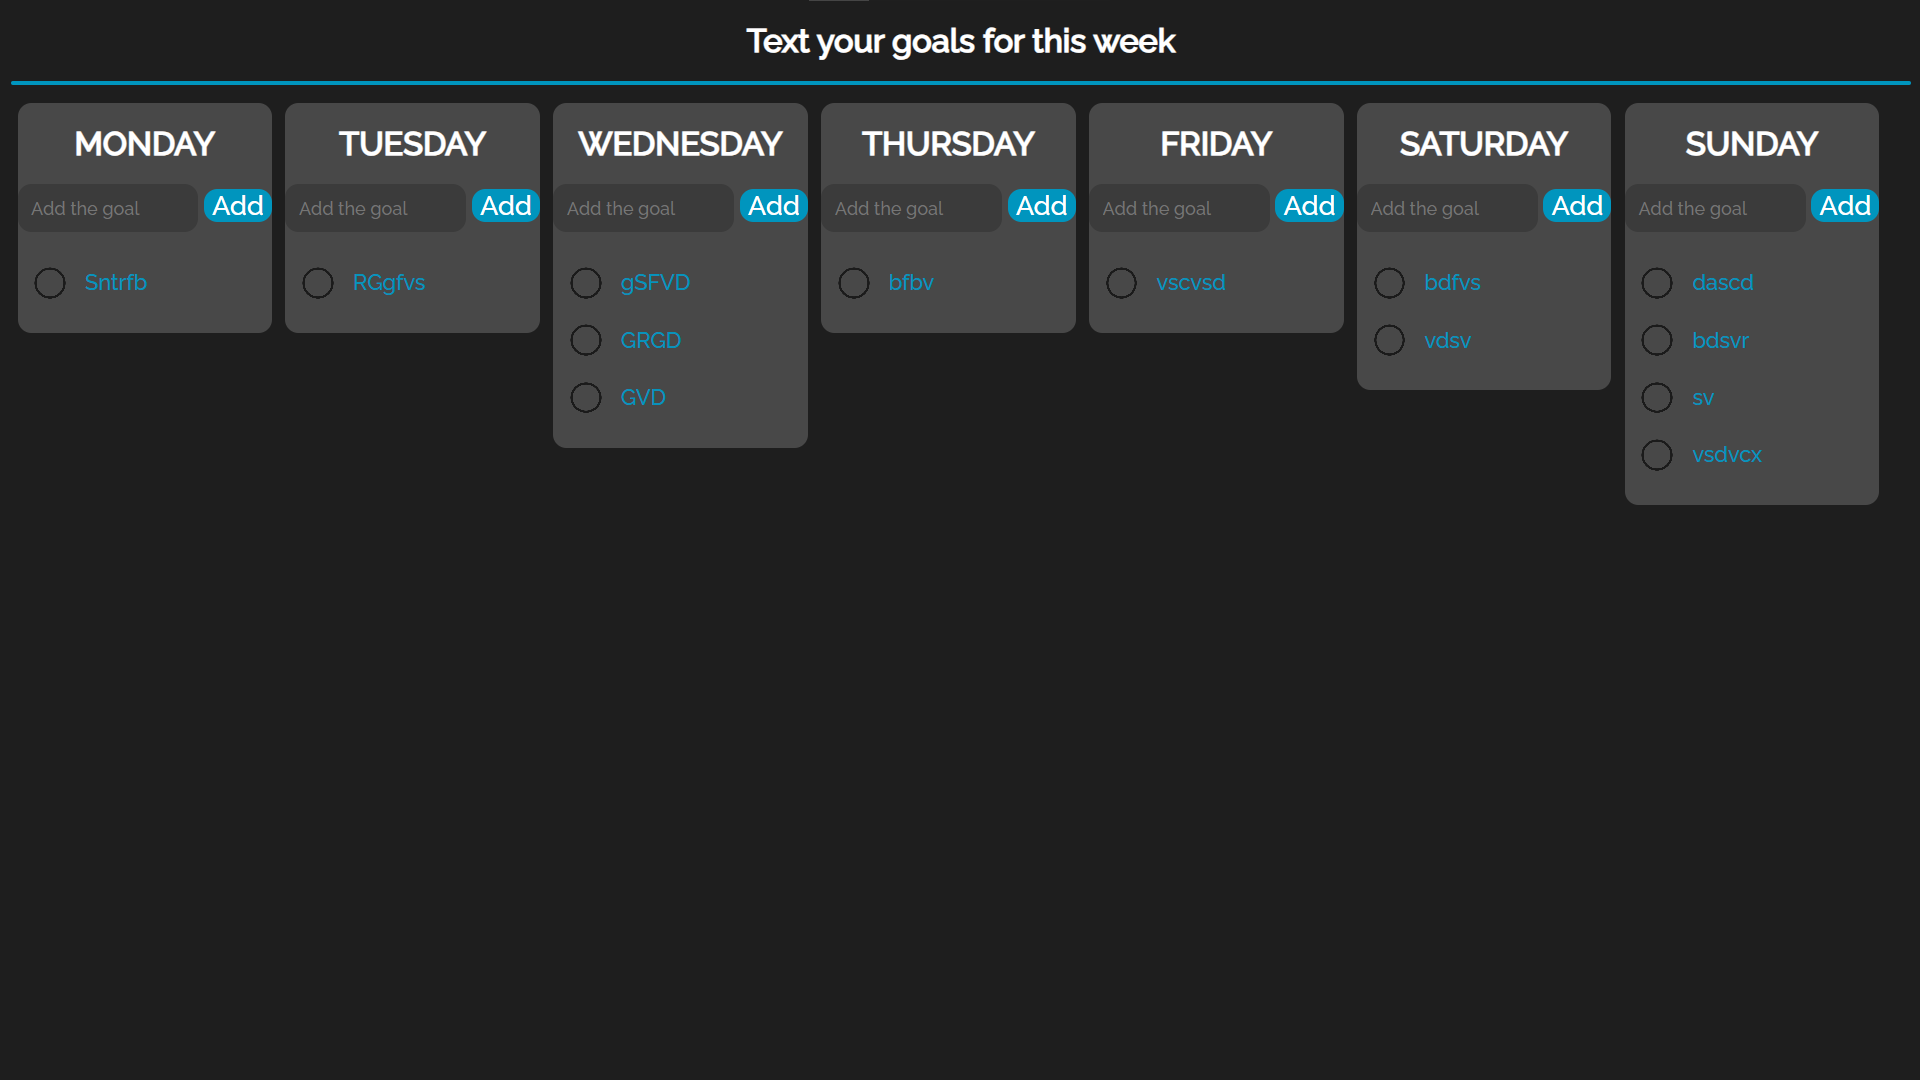 Text your goals for this week
MONDAY
Add the goal
Add
Sntrfb
TUESDAY
Add the goal
Add
RGgfvs
WEDNESDAY
Add the goal
Add
gSFVD
GRGD
GVD
THURSDAY
Add the goal
Add
bfbv
FRIDAY
Add the goal
Add
vscvsd
SATURDAY
Add the goal
Add
bdfvs
vdsv
SUNDAY
Add the goal
Add
dascd
bdsvr
sv
vsdvcx